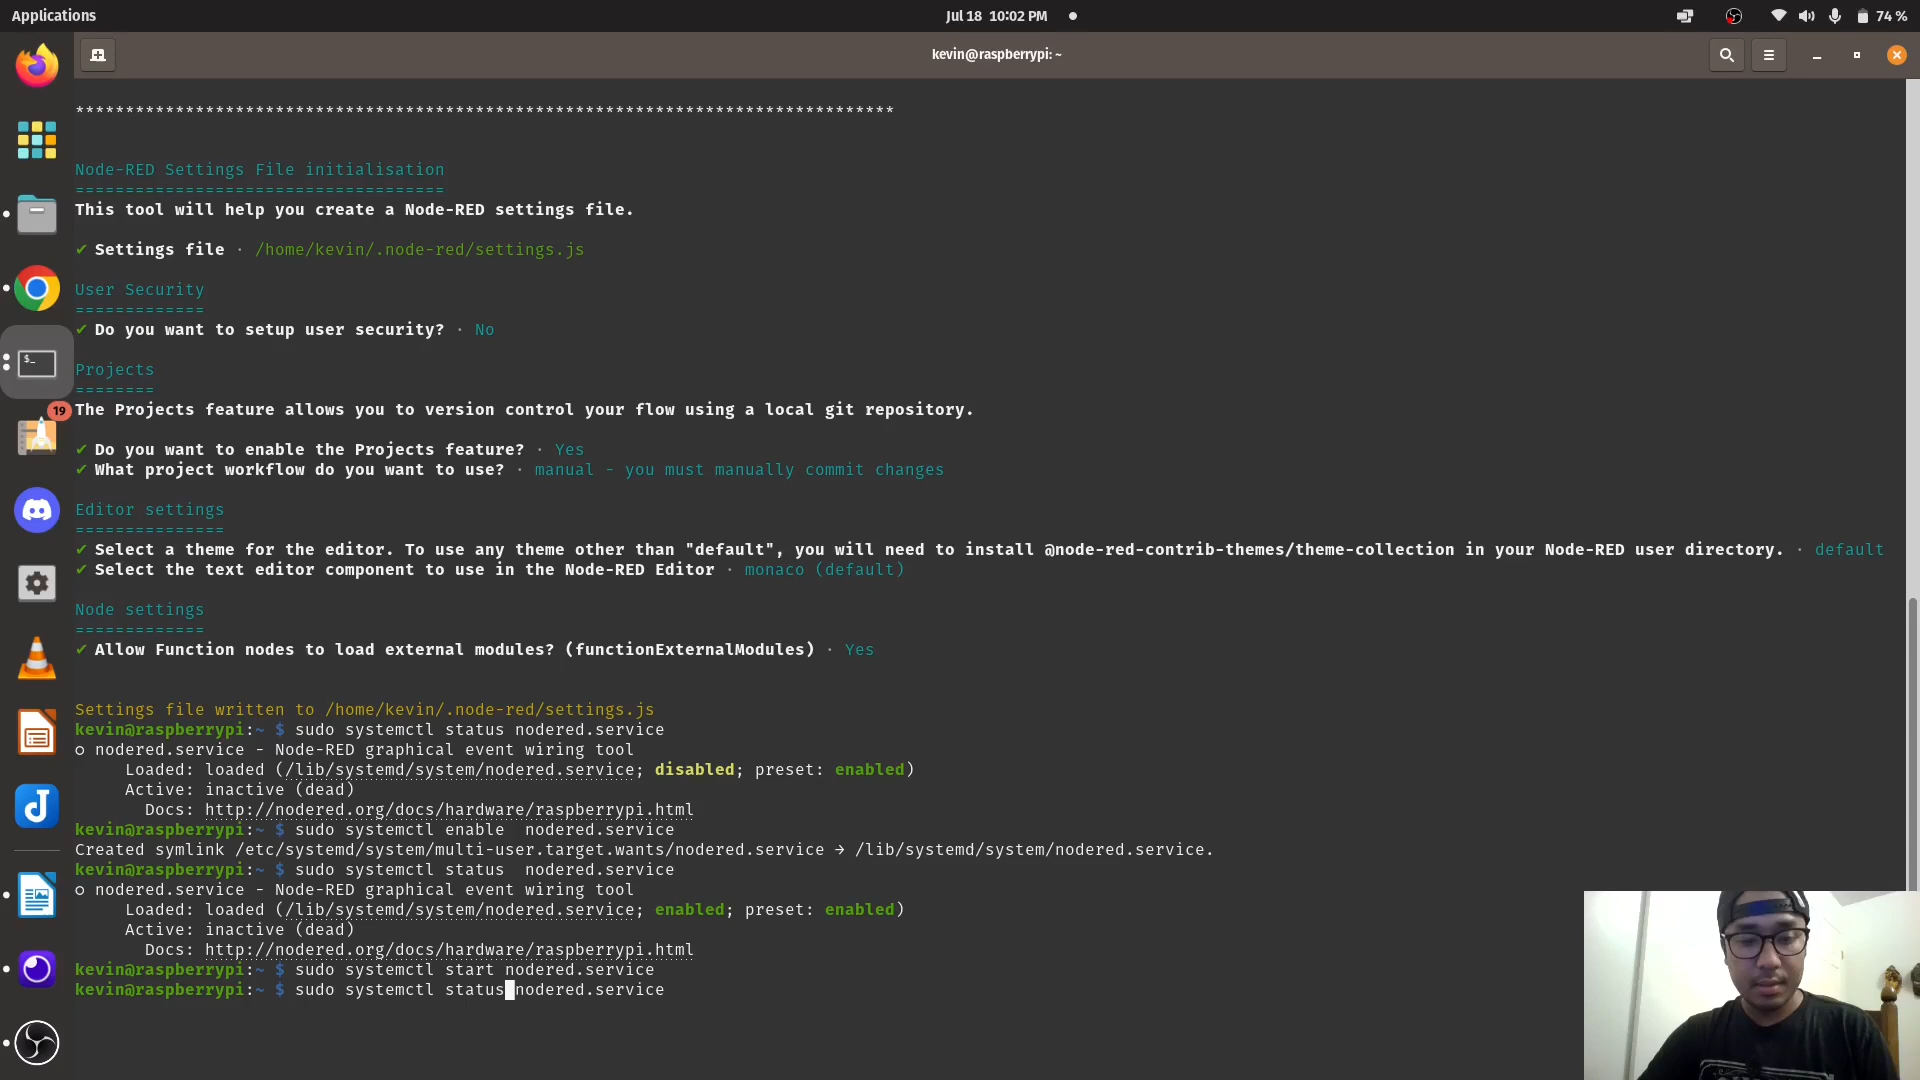 Applications
Jul 18 10:02 PM
74 %
kevin@raspberrypi: ~
**********************************************************************************
Node-RED Settings File initialisation
=====================================
This tool will help you create a Node-RED settings file.
✔ Settings file · /home/kevin/.node-red/settings.js
User Security
=============
✔ Do you want to setup user security? · No
Projects
========
The Projects feature allows you to version control your flow using a local git repository.
✔ Do you want to enable the Projects feature? · Yes
✔ What project workflow do you want to use? · manual - you must manually commit changes
Editor settings
===============
✔ Select a theme for the editor. To use any theme other than "default", you will need to install @node-red-contrib-themes/theme-collection in your Node-RED user directory. · default
✔ Select the text editor component to use in the Node-RED Editor · monaco (default)
Node settings
=============
✔ Allow Function nodes to load external modules? (functionExternalModules) · Yes
Settings file written to /home/kevin/.node-red/settings.js
kevin@raspberrypi:~ $ sudo systemctl status nodered.service
○ nodered.service - Node-RED graphical event wiring tool
Loaded: loaded (/lib/systemd/system/nodered.service; disabled; preset: enabled)
Active: inactive (dead)
Docs: http://nodered.org/docs/hardware/raspberrypi.html
kevin@raspberrypi:~ $ sudo systemctl enable  nodered.service
Created symlink /etc/systemd/system/multi-user.target.wants/nodered.service → /lib/systemd/system/nodered.service.
kevin@raspberrypi:~ $ sudo systemctl status  nodered.service
○ nodered.service - Node-RED graphical event wiring tool
Loaded: loaded (/lib/systemd/system/nodered.service; enabled; preset: enabled)
Active: inactive (dead)
Docs: http://nodered.org/docs/hardware/raspberrypi.html
kevin@raspberrypi:~ $ sudo systemctl start nodered.service
kevin@raspberrypi:~ $ sudo systemctl status nodered.service
19
$_